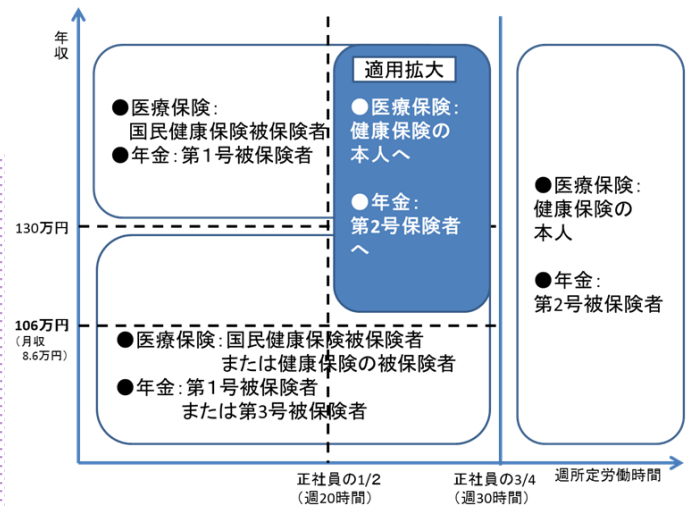 年収
適用拡大
●医療保険：
国民健康保険被保険者
●年金：第１号被保険者
●医療保険：
健康保険の
本人へ
●年金：
第2号保険者
へ
●医療保険：
健康保険の
本人
●年金：
第2号被保険者
130万円
106万円
（月収
8.6万円）
●医療保険：国民健康保険被保険者
または健康保険の被保険者
●年金：第１号被保険者
または第3号被保険者
正社員の1/2
（週20時間）
正社員の3/4
（週30時間）
週所定労働時間